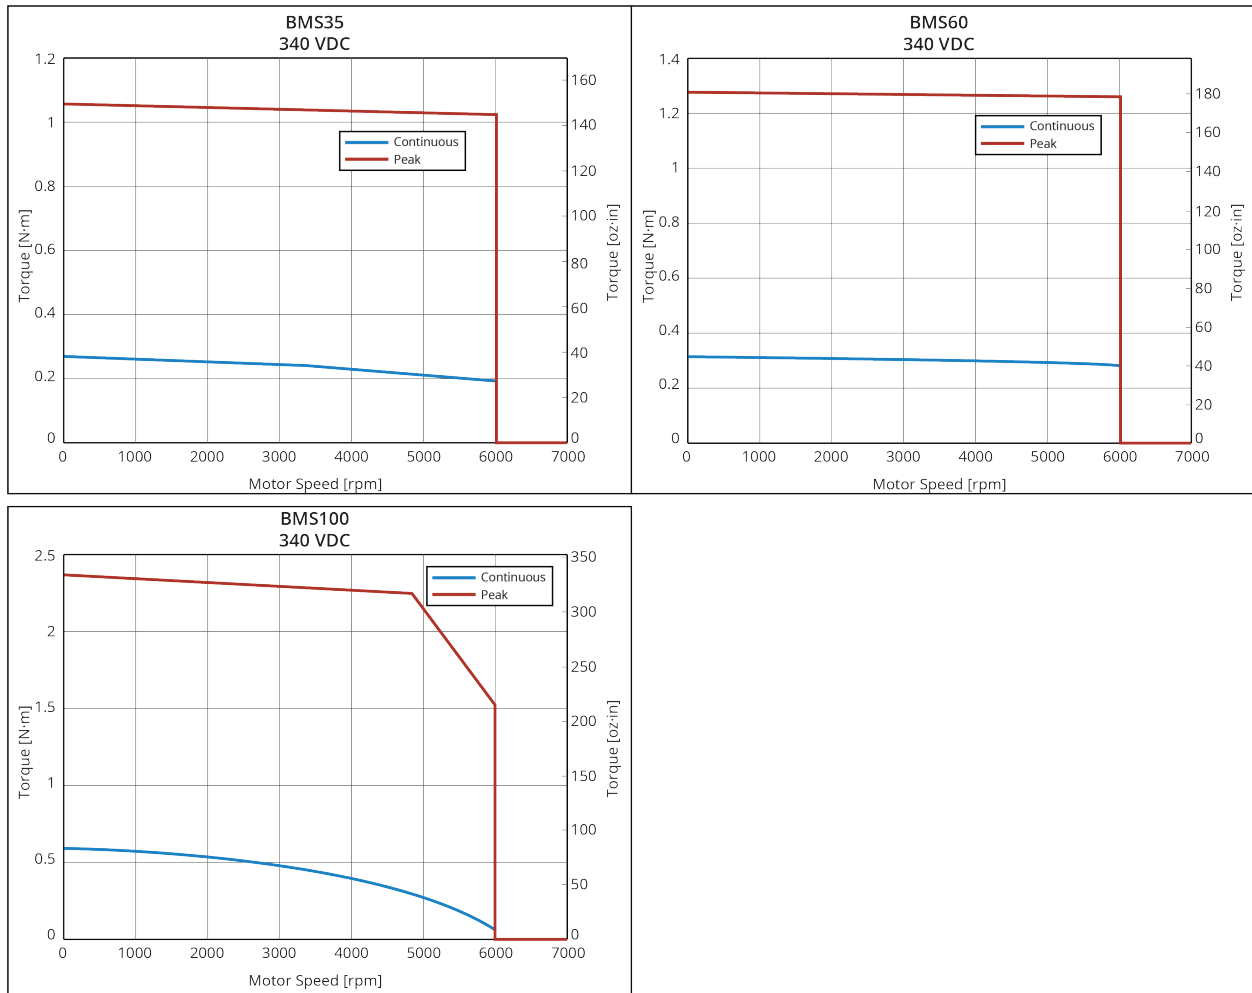 BMS35
340 VDC
1.2
1
0.8
0.6
0.4
0.2
0
Torque [N·m]
160
140
120
100
80
60
40
20
0
Torque [oz·in]
Continuous
Peak
0 1000 2000 3000 4000 5000 6000 7000
Motor Speed [rpm]
BMS60
340 VDC
1.4
1.2
1
0.8
0.6
0.4
0.2
0
Torque [N·m]
180
160
140
120
100
80
60
40
20
0
Torque [oz·in]
Continuous
Peak
0 1000 2000 3000 4000 5000 6000 7000
Motor Speed [rpm]
BMS100
340 VDC
2.5
2
1.5
1
0.5
0
Torque [N·m]
350
300
250
200
150
100
50
0
Torque [oz·in]
Continuous
Peak
0 1000 2000 3000 4000 5000 6000 7000
Motor Speed [rpm]